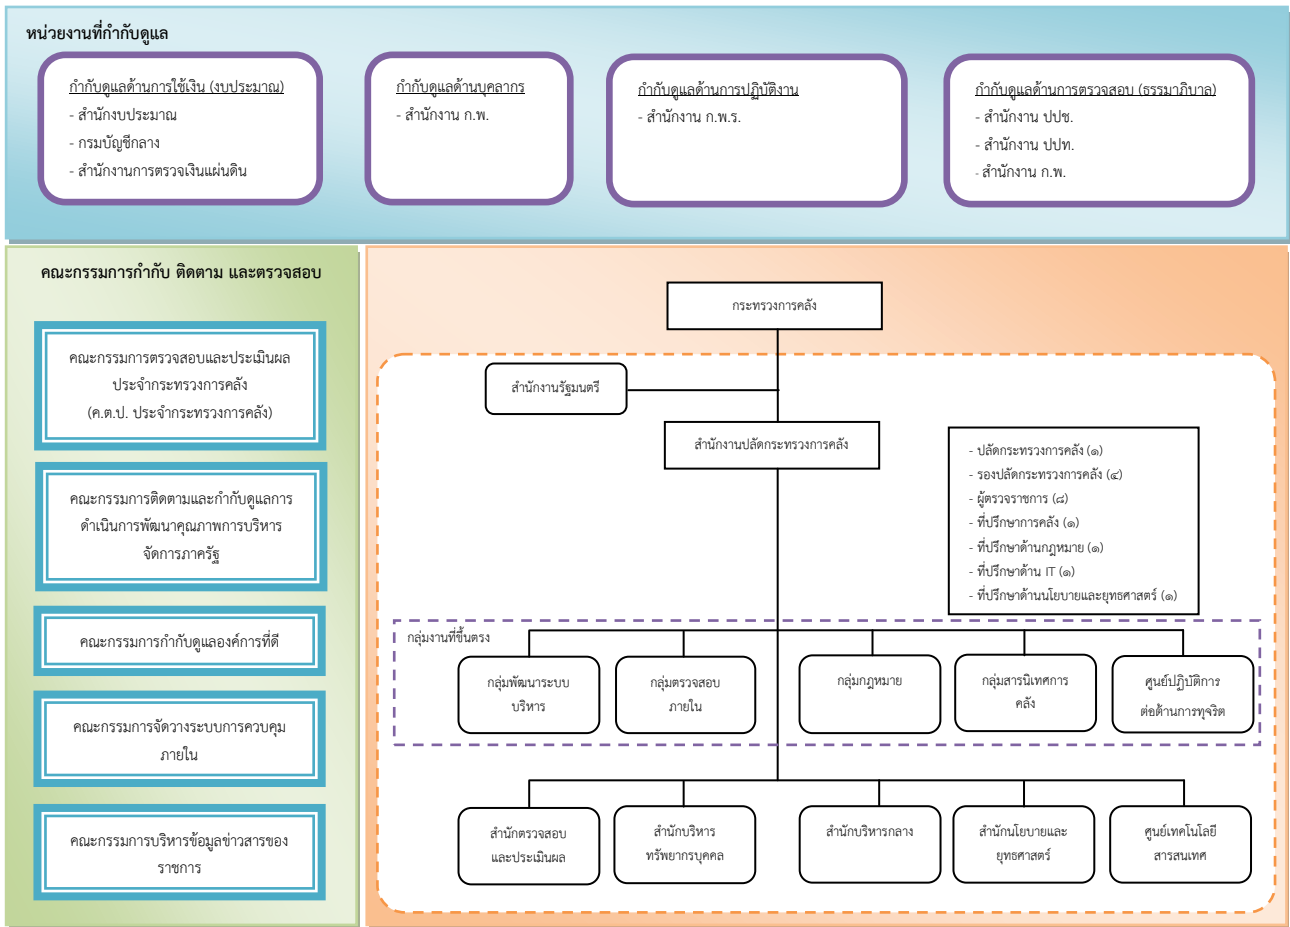 หน่วยงานที่กำกับดูแล
กำกับดูแลด้านการใช้เงิน (งบประมาณ)
- สำนักงบประมาณ
- กรมบัญชีกลาง
- สำนักงานการตรวจเงินแผ่นดิน
กำกับดูแลด้านบุคลากร
- สำนักงาน ก.พ.
กำกับดูแลด้านการปฏิบัติงาน
- สำนักงาน ก.พ.ร.
กำกับดูแลด้านการตรวจสอบ (ธรรมาภิบาล)
- สำนักงาน ปปช.
- สำนักงาน ปปท.
- สำนักงาน ก.พ.
คณะกรรมการกำกับ ติดตาม และตรวจสอบ
คณะกรรมการตรวจสอบและประเมินผล
ประจำกระทรวงการคลัง
(ค.ต.ป. ประจำกระทรวงการคลัง)
คณะกรรมการติดตามและกำกับดูแลการ
ดำเนินการพัฒนาคุณภาพการบริหาร
จัดการภาครัฐ
คณะกรรมการกำกับดูแลองค์การที่ดี
คณะกรรมการจัดวางระบบการควบคุม
ภายใน
คณะกรรมการบริหารข้อมูลข่าวสารของ
ราชการ
กระทรวงการคลัง
สำนักงานรัฐมนตรี
สำนักงานปลัดกระทรวงการคลัง
- ปลัดกระทรวงการคลัง (๑)
- รองปลัดกระทรวงการคลัง (๔)
- ผู้ตรวจราชการ (๘)
- ที่ปรึกษาการคลัง (๑)
- ที่ปรึกษาด้านกฎหมาย (๑)
- ที่ปรึกษาด้าน IT (๑)
- ที่ปรึกษาด้านนโยบายและยุทธศาสตร์ (๑)
กลุ่มงานที่ขึ้นตรง
กลุ่มพัฒนาระบบ
บริหาร
กลุ่มตรวจสอบ
ภายใน
กลุ่มกฎหมาย
กลุ่มสารนิเทศการ
คลัง
ศูนย์ปฏิบัติการ
ต่อต้านการทุจริต
สำนักตรวจสอบ
และประเมินผล
สำนักบริหาร
ทรัพยากรบุคคล
สำนักบริหารกลาง
สำนักนโยบายและ
ยุทธศาสตร์
ศูนย์เทคโนโลยี
สารสนเทศ